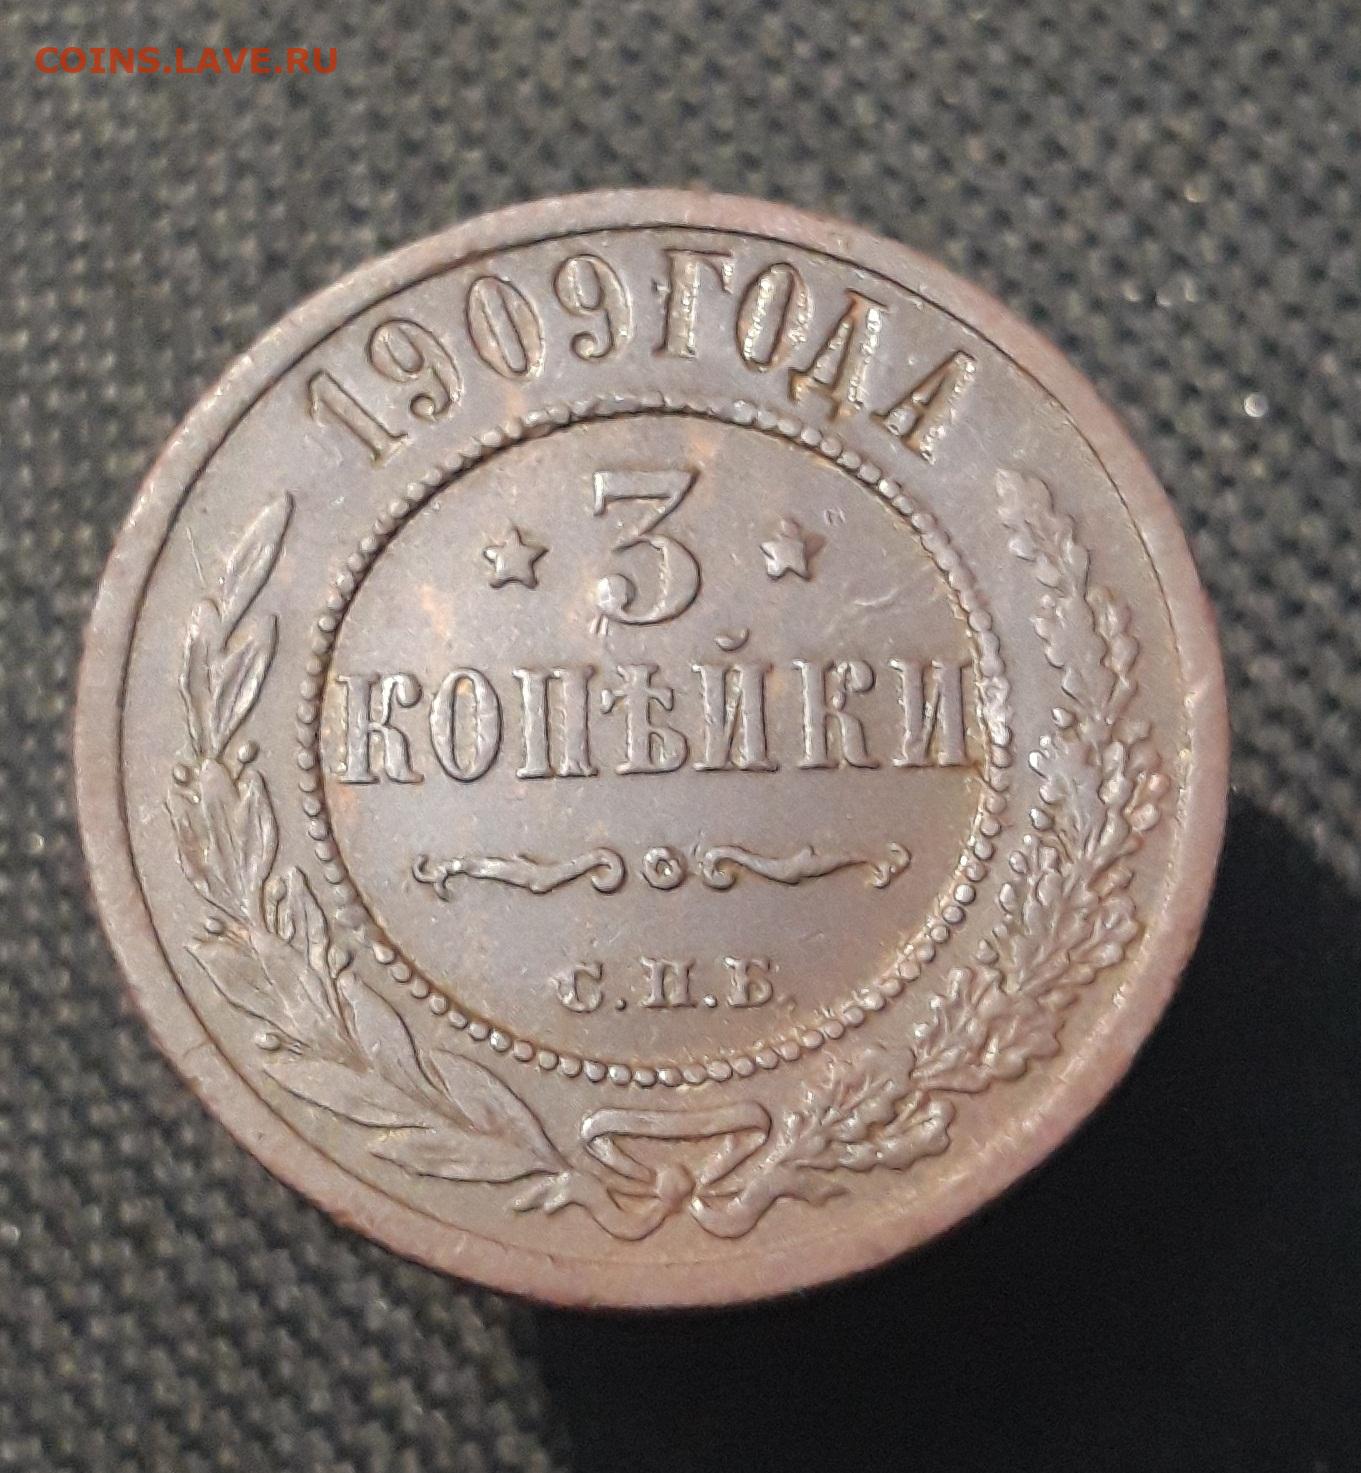 COINS.LAVE.RU
1909 ГОДА
3
КОПѢЙКИ
С.П.Б.